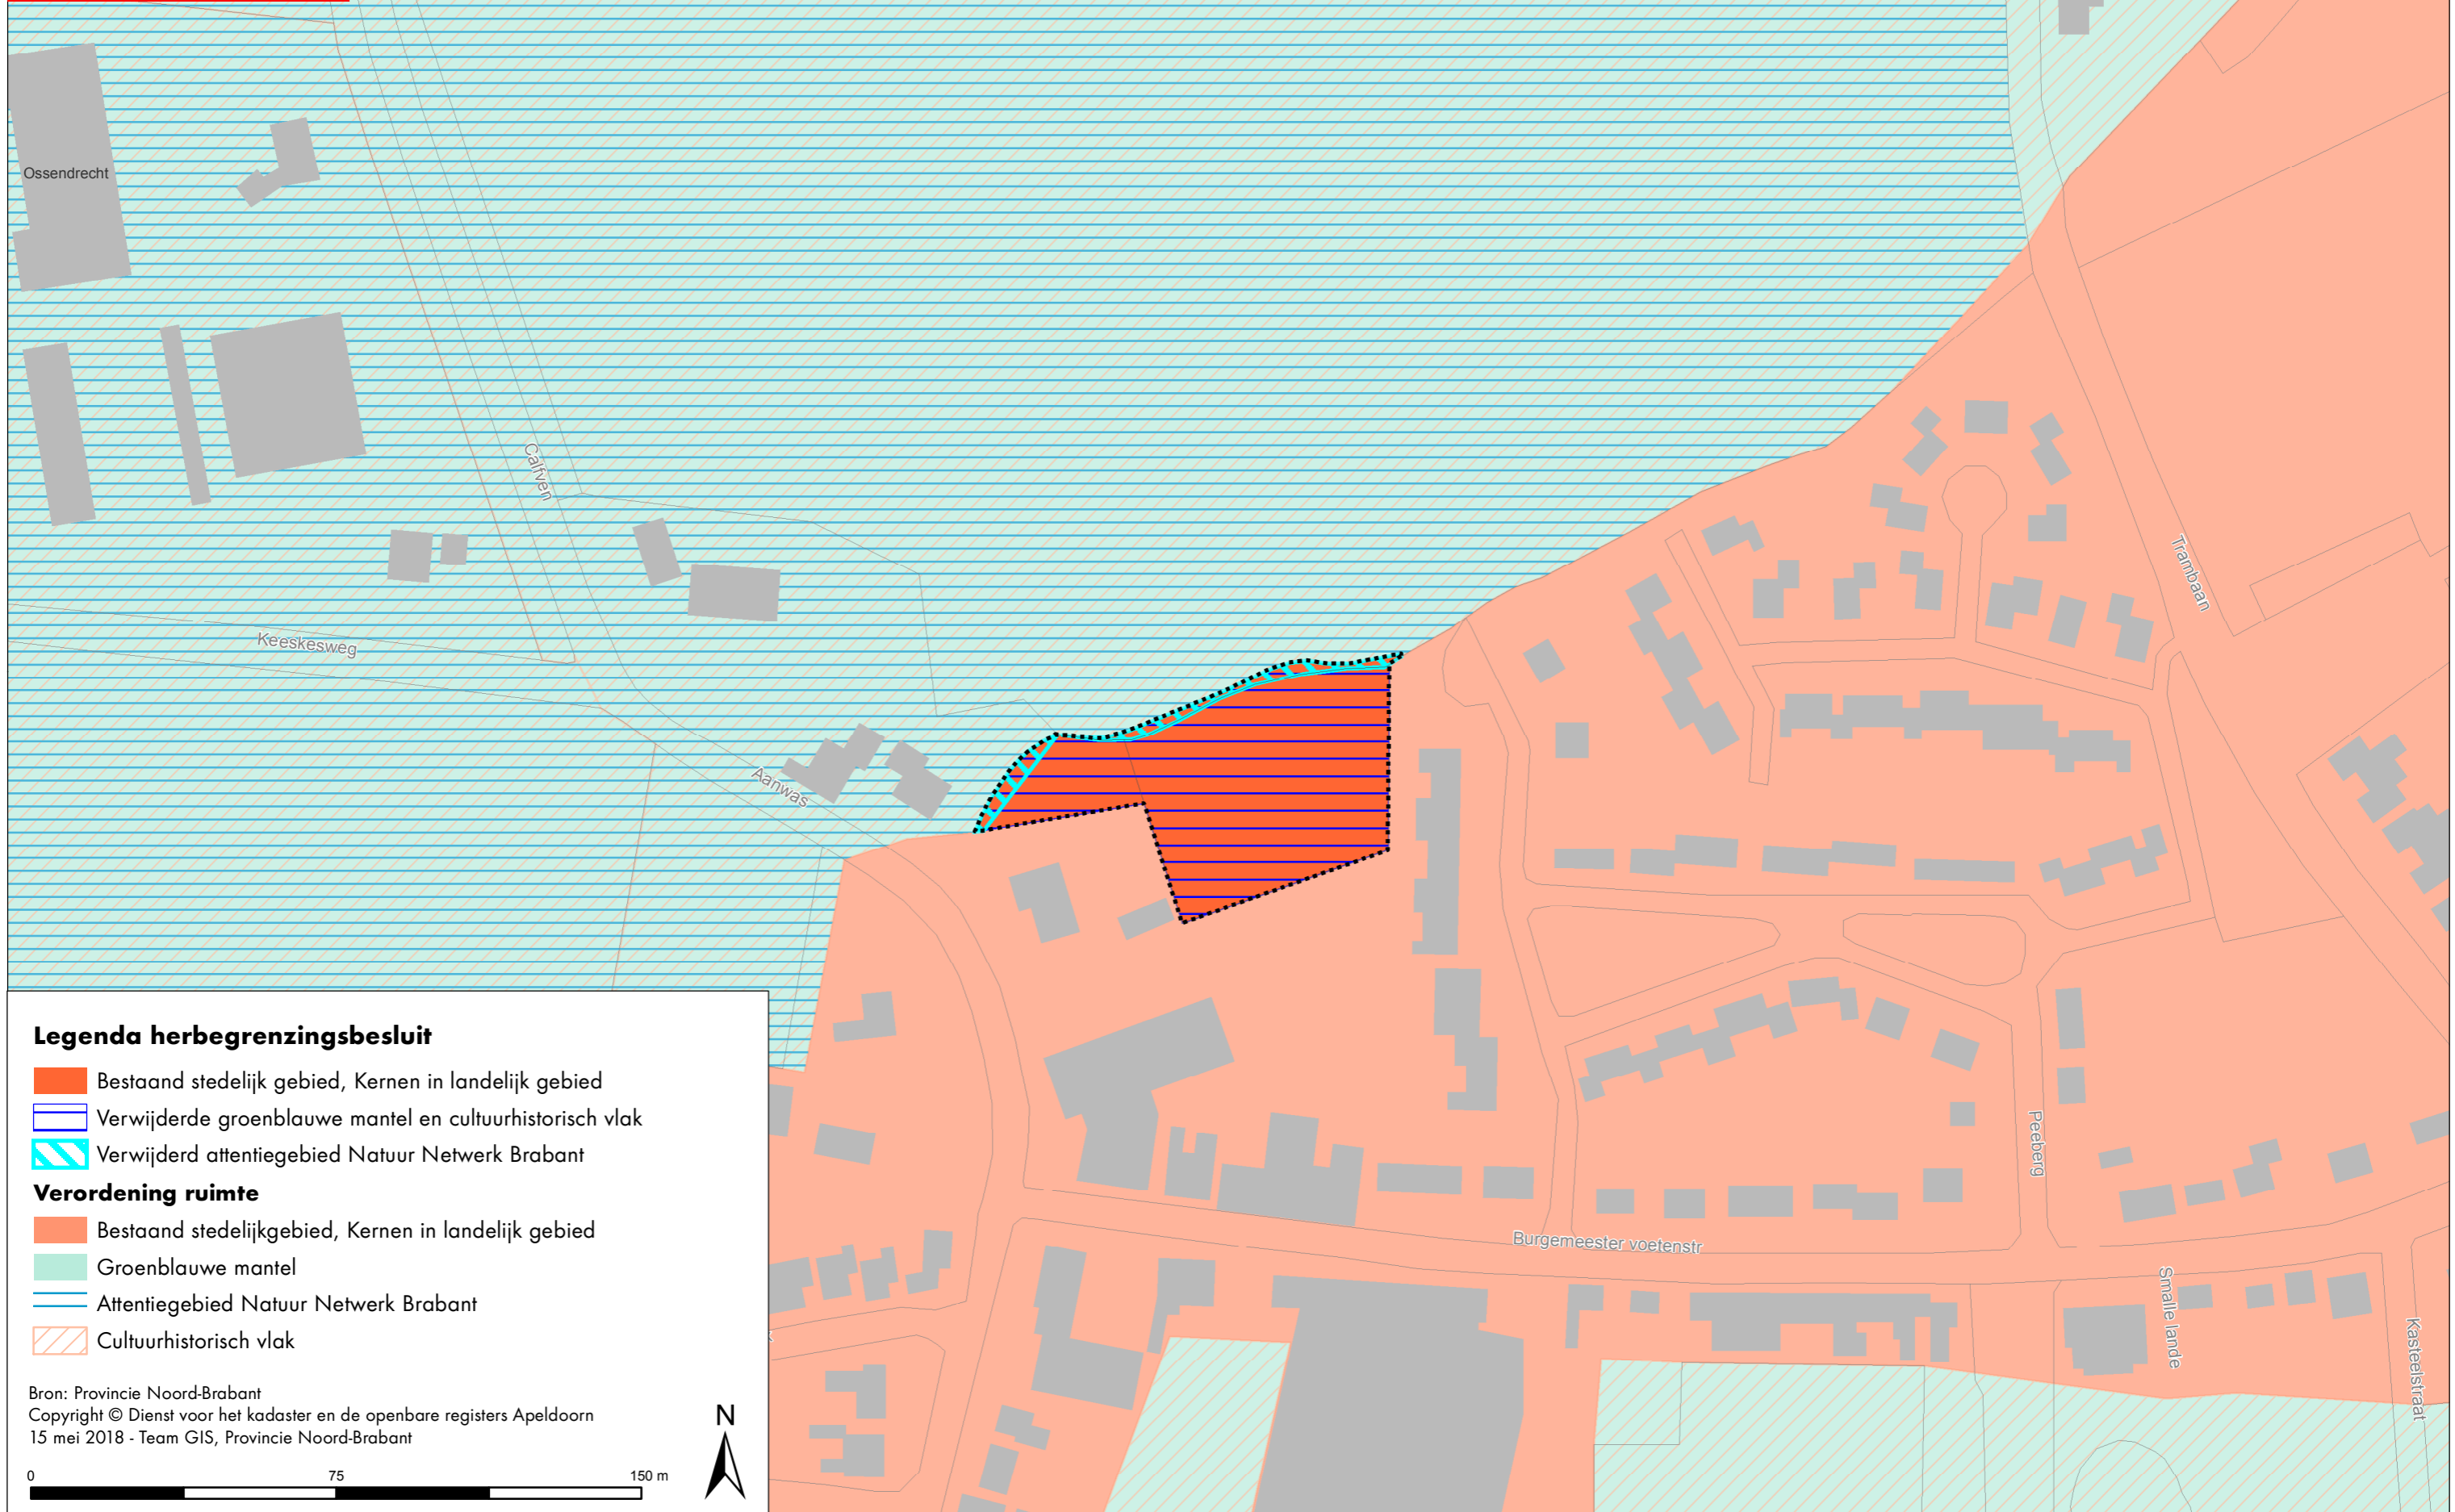 Ossendrecht
Calfven
Keeskesweg
Aanwas
Trambaan
Peeberg
Burgemeester voetenstr
Smalle lande
Kasteelstraat
Legenda herbegrenzingsbesluit
Bestaand stedelijk gebied, Kernen in landelijk gebied
Verwijderde groenblauwe mantel en cultuurhistorisch vlak
Verwijderd attentiegebied Natuur Netwerk Brabant
Verordening ruimte
Bestaand stedelijkgebied, Kernen in landelijk gebied
Groenblauwe mantel
Attentiegebied Natuur Netwerk Brabant
Cultuurhistorisch vlak
Bron: Provincie Noord-Brabant
Copyright © Dienst voor het kadaster en de openbare registers Apeldoorn
15 mei 2018 - Team GIS, Provincie Noord-Brabant
N
0 75 150 m